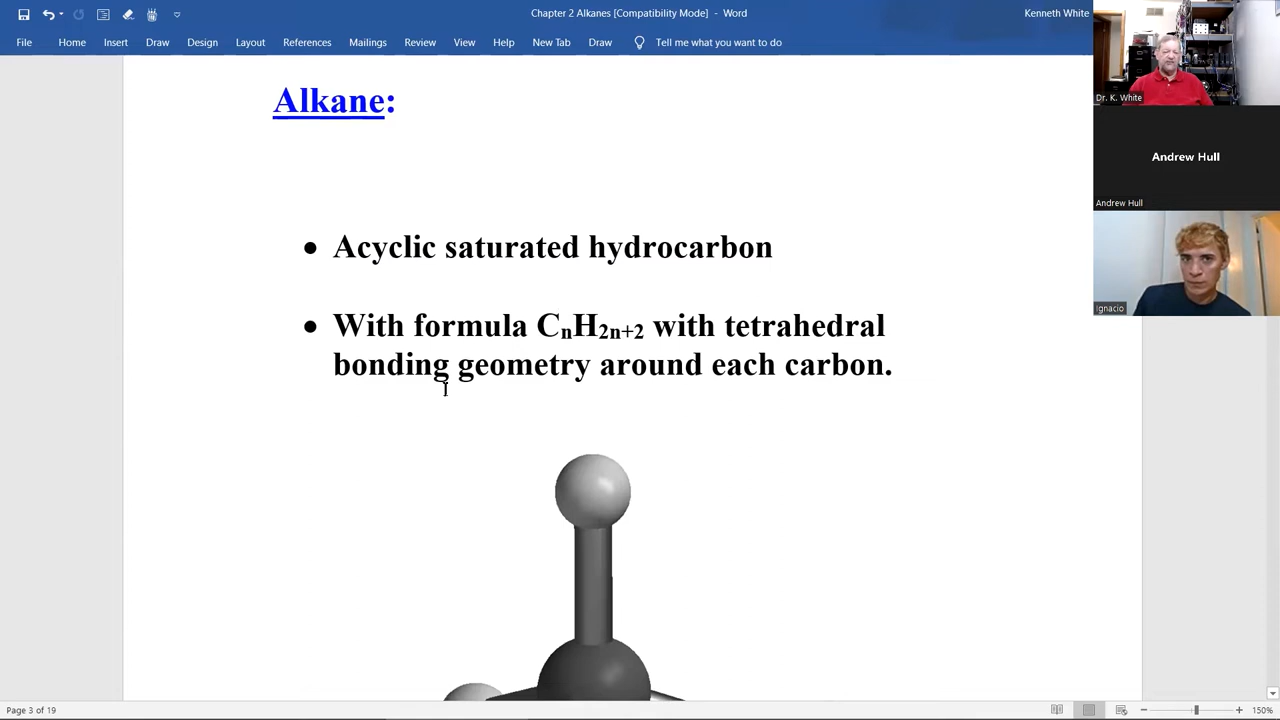 Chapter 2 Alkanes [Compatibility Mode] - Word
Kenneth White
File Home Insert Draw Design Layout References Mailings Review View Help New Tab Draw Tell me what you want to do
Dr. K. White
Alkane:
Andrew Hull
Andrew Hull
• Acyclic saturated hydrocarbon
Ignacio
• With formula CₙH₂ₙ₊₂ with tetrahedral
bonding geometry around each carbon.
Page 3 of 19
150%